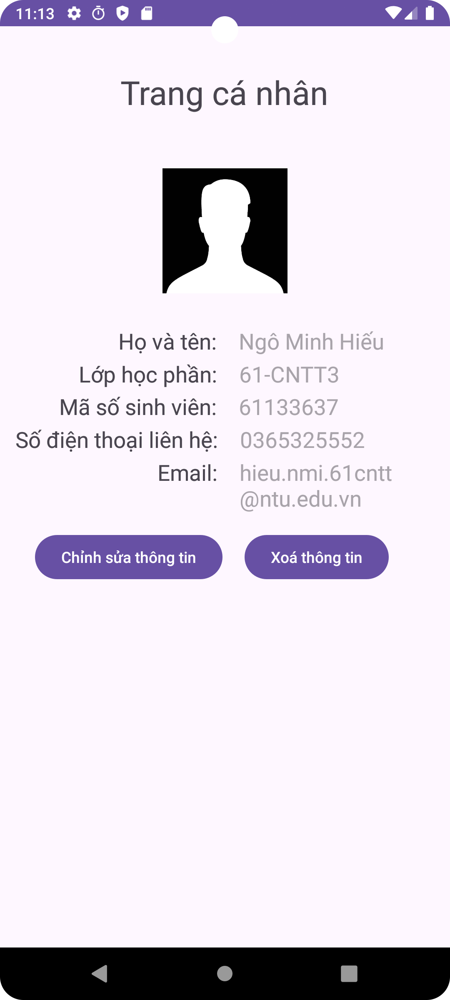 11:13
Trang cá nhân
Họ và tên: Ngô Minh Hiếu
Lớp học phần: 61-CNTT3
Mã số sinh viên: 61133637
Số điện thoại liên hệ: 0365325552
Email: hieu.nmi.61cntt
@ntu.edu.vn
Chỉnh sửa thông tin Xoá thông tin